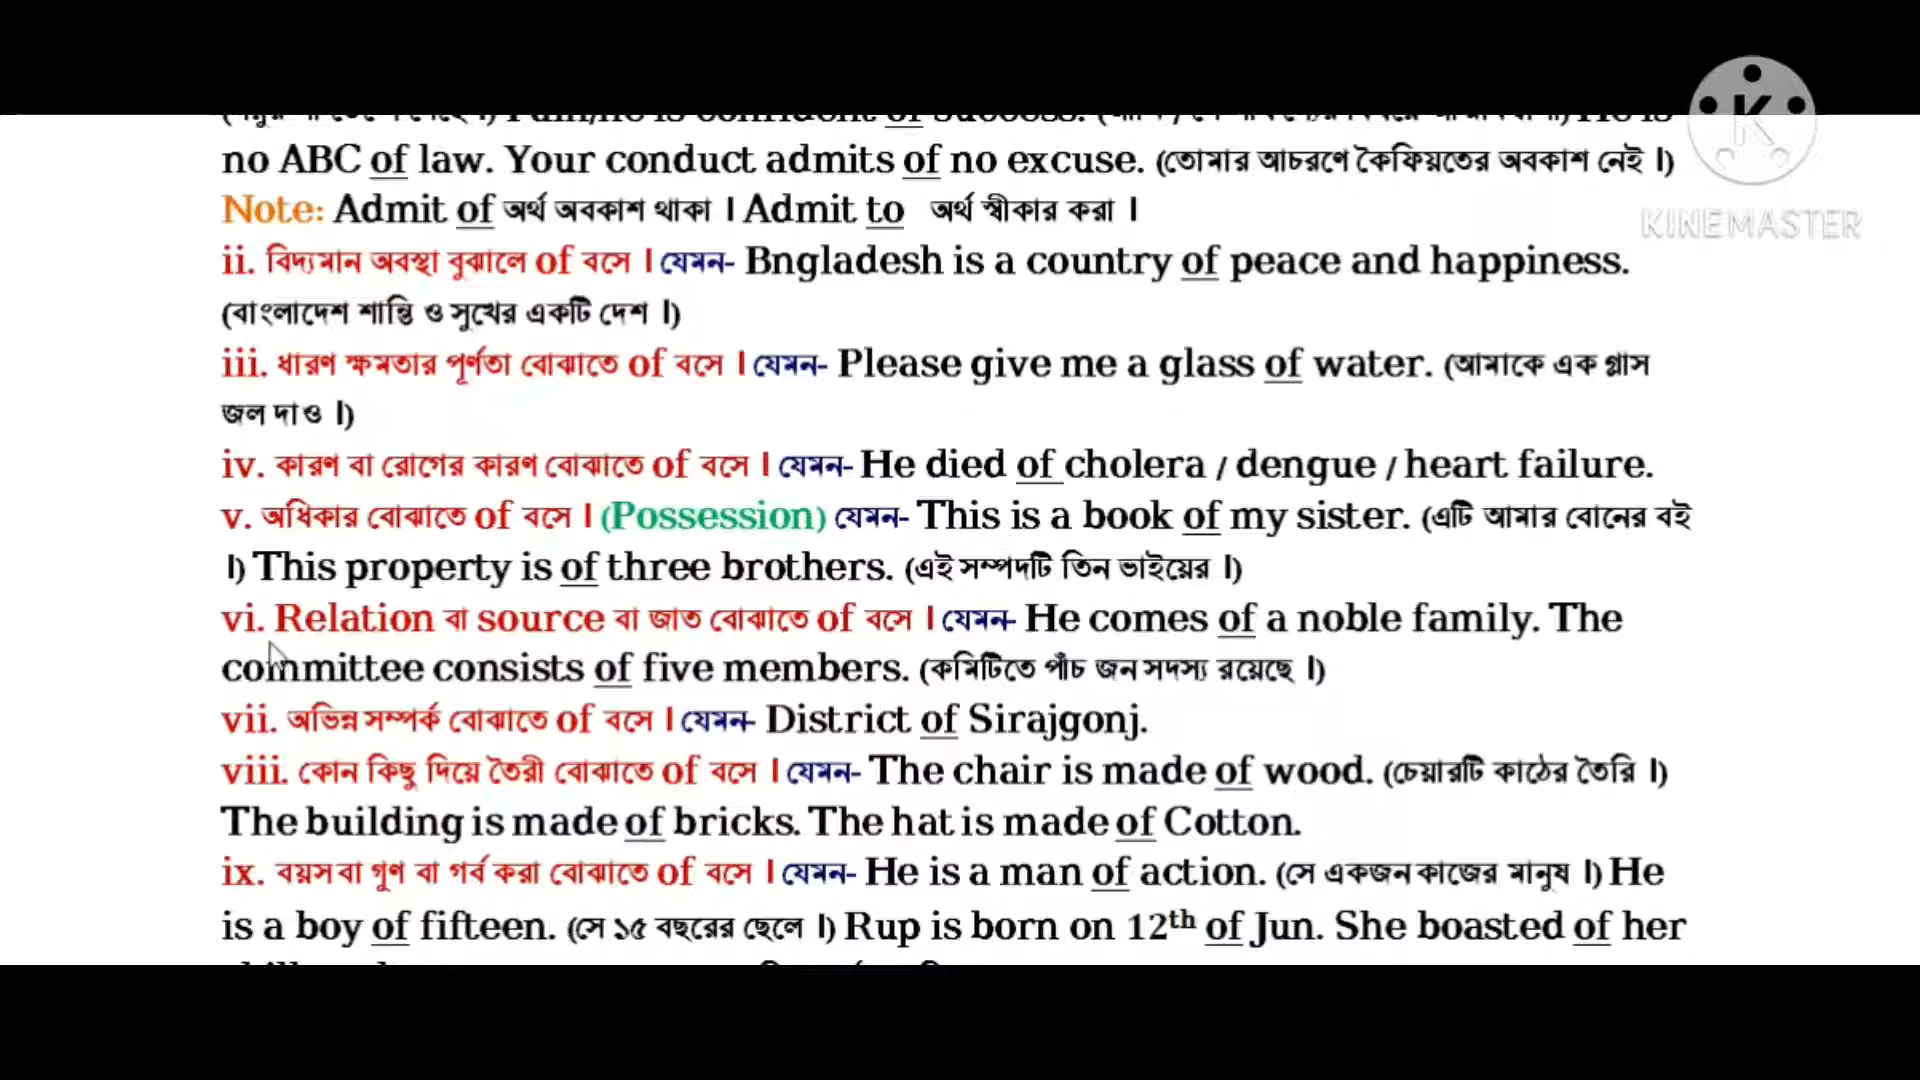 no ABC of law. Your conduct admits of no excuse. (তোমার আচরণে কৈফিয়তের অবকাশ নেই।)
KINEMASTER
Note: Admit of অর্থ অবকাশ থাকা। Admit to অর্থ স্বীকার করা।
ii. বিদ্যমান অবস্থা বুঝালে of বসে। যেমন- Bngladesh is a country of peace and happiness.
(বাংলাদেশ শান্তি ও সুখের একটি দেশ।)
iii. ধারণ ক্ষমতার পূর্ণতা বোঝাতে of বসে। যেমন- Please give me a glass of water. (আমাকে এক গ্লাস
জল দাও।)
iv. কারণ বা রোগের কারণ বোঝাতে of বসে। যেমন- He died of cholera / dengue / heart failure.
v. অধিকার বোঝাতে of বসে। (Possession) যেমন- This is a book of my sister. (এটি আমার বোনের বই
।) This property is of three brothers. (এই সম্পদটি তিন ভাইয়ের।)
vi. Relation বা source বা জাত বোঝাতে of বসে। যেমন- He comes of a noble family. The
committee consists of five members. (কমিটিতে পাঁচ জন সদস্য রয়েছে।)
vii. অভিন্ন সম্পর্ক বোঝাতে of বসে। যেমন- District of Sirajgonj.
viii. কোন কিছু দিয়ে তৈরী বোঝাতে of বসে। যেমন- The chair is made of wood. (চেয়ারটি কাঠের তৈরি।)
The building is made of bricks. The hat is made of Cotton.
ix. বয়স বা গুণ বা গর্ব করা বোঝাতে of বসে। যেমন- He is a man of action. (সে একজন কাজের মানুষ।) He
is a boy of fifteen. (সে ১৫ বছরের ছেলে।) Rup is born on 12th of Jun. She boasted of her